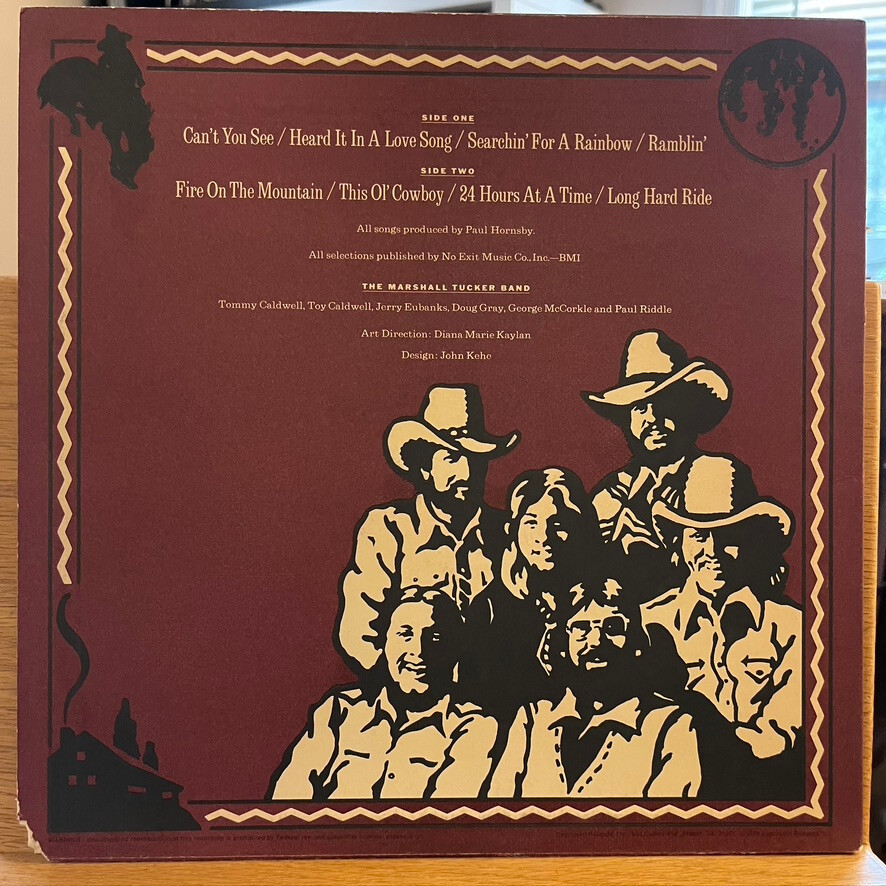 SIDE ONE
Can't You See / Heard It In A Love Song / Searchin' For A Rainbow / Ramblin'
SIDE TWO
Fire On The Mountain / This Ol' Cowboy / 24 Hours At A Time / Long Hard Ride
All songs produced by Paul Hornsby.
All selections published by No Exit Music Co., Inc.—BMI
THE MARSHALL TUCKER BAND
Tommy Caldwell, Toy Caldwell, Jerry Eubanks, Doug Gray, George McCorkle and Paul Riddle
Art Direction: Diana Marie Kaylan
Design: John Kehe